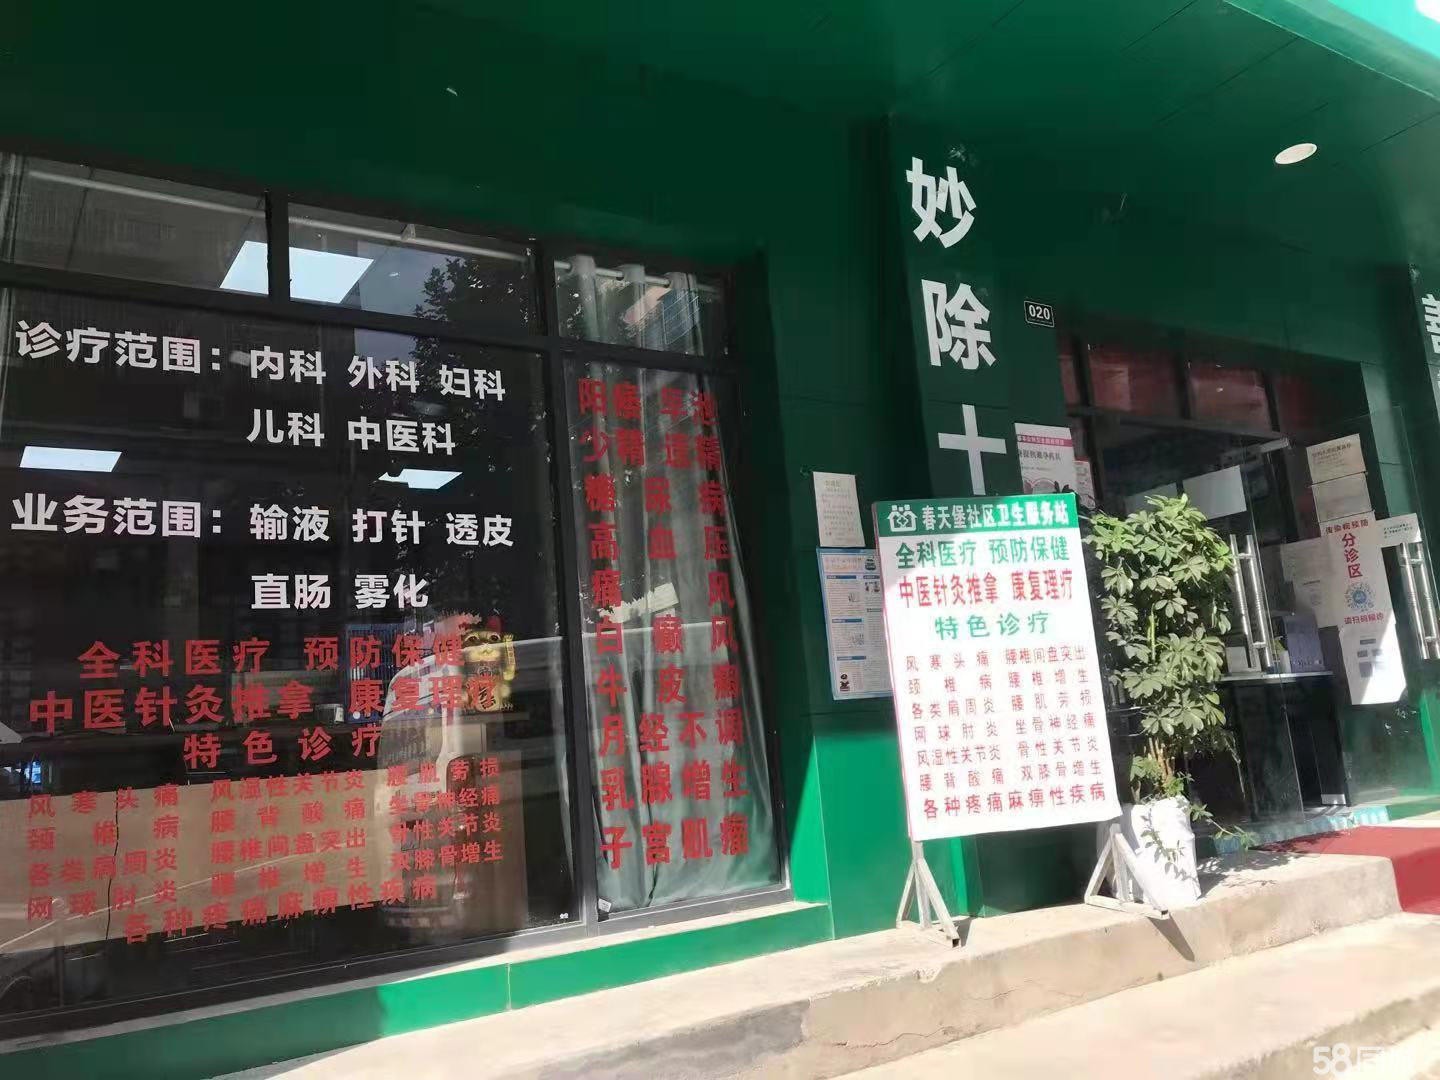 诊疗范围：内科 外科 妇科
儿科 中医科
业务范围：输液 打针 透皮
直肠 雾化
全科医疗 预防保健
中医针灸推拿 康复理疗
特色诊疗
风寒头痛 风湿性关节炎 腰肌劳损
颈椎病 腰背酸痛 坐骨神经痛
各类肩周炎 腰椎间盘突出 骨性关节炎
网球肘炎 腰椎增生 双膝骨增生
各种疼痛麻痹性疾病
阳痿 早泄
少精 遗精
糖尿病
高血压
痛风
白癜风
牛皮癣
月经不调
乳腺增生
子宫肌瘤
妙除十
020
春天堡社区卫生服务站
全科医疗 预防保健
中医针灸推拿 康复理疗
特色诊疗
风寒头痛 腰椎间盘突出
颈椎病 腰椎增生
各类肩周炎 腰肌劳损
网球肘炎 坐骨神经痛
风湿性关节炎 骨性关节炎
腰背酸痛 双膝骨增生
各种疼痛麻痹性疾病
传染病预防
分诊区
请扫码候诊
58